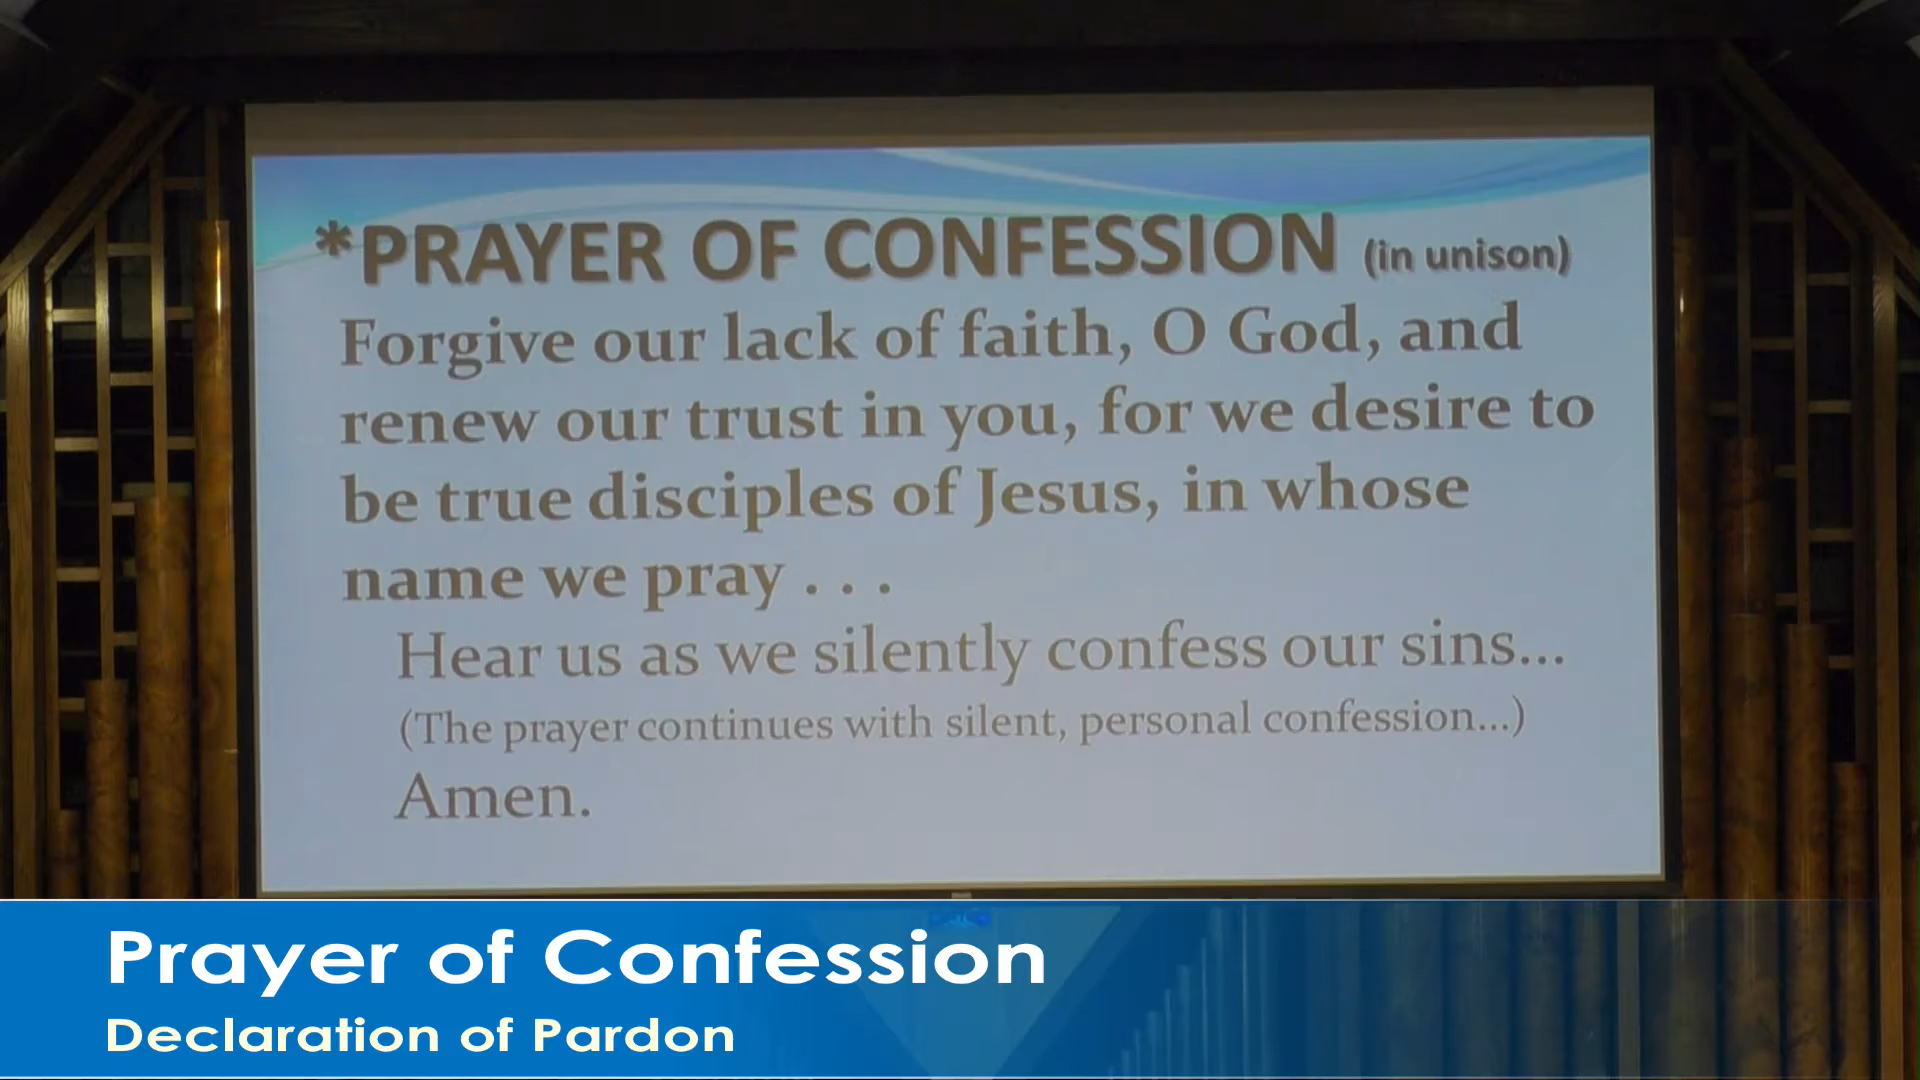 *PRAYER OF CONFESSION (in unison)
Forgive our lack of faith, O God, and
renew our trust in you, for we desire to
be true disciples of Jesus, in whose
name we pray . . .
Hear us as we silently confess our sins...
(The prayer continues with silent, personal confession...)
Amen.
Prayer of Confession
Declaration of Pardon